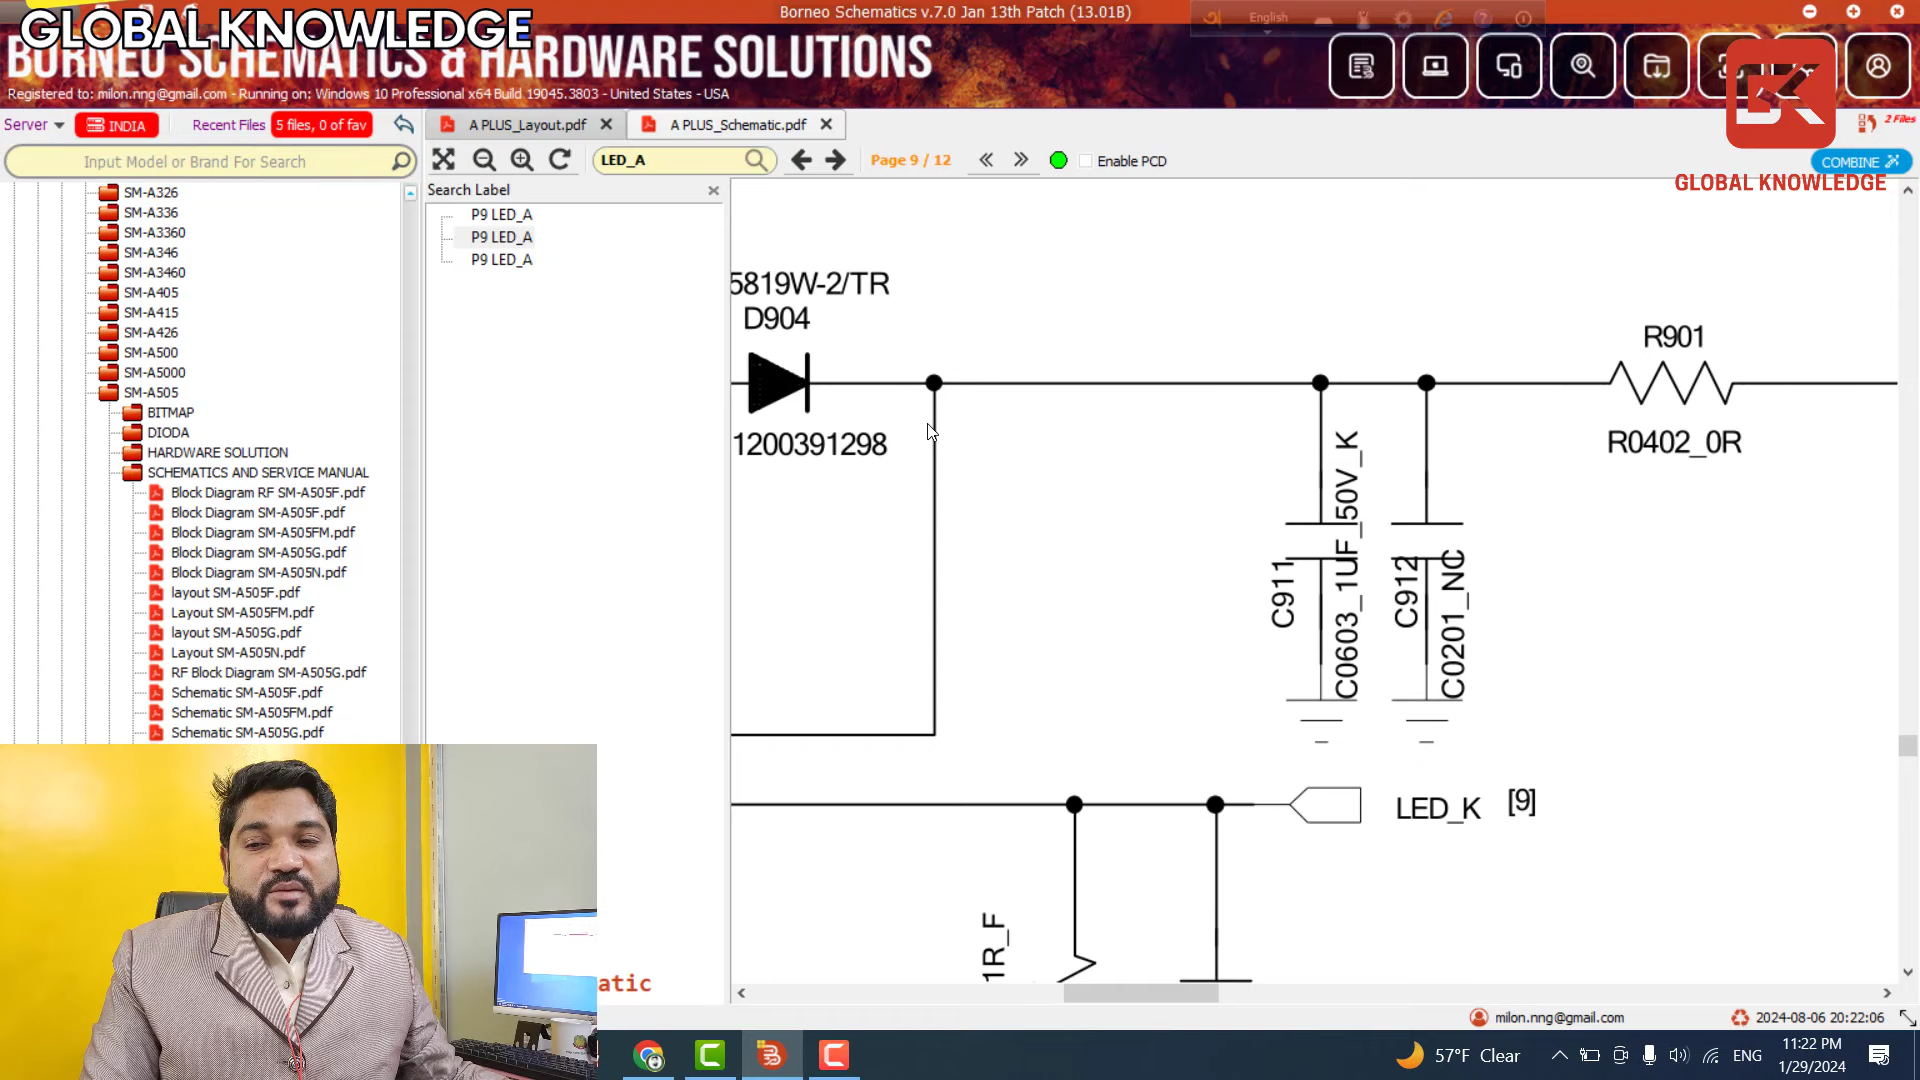 Borneo Schematics v.7.0 Jan 13th Patch (13.01B)
English
GLOBAL KNOWLEDGE
BORNEO SCHEMATICS & HARDWARE SOLUTIONS
Registered to: milon.nng@gmail.com - Running on: Windows 10 Professional x64 Build 19045.3803 - United States - USA
Server
INDIA
Recent Files
5 files, 0 of fav
A PLUS_Layout.pdf
A PLUS_Schematic.pdf
2 Files
Input Model or Brand For Search
LED_A
Page 9 / 12
Enable PCD
COMBINE
GLOBAL KNOWLEDGE
Search Label
P9 LED_A
P9 LED_A
P9 LED_A
SM-A326
SM-A336
SM-A3360
SM-A346
SM-A3460
SM-A405
SM-A415
SM-A426
SM-A500
SM-A5000
SM-A505
BITMAP
DIODA
HARDWARE SOLUTION
SCHEMATICS AND SERVICE MANUAL
Block Diagram RF SM-A505F.pdf
Block Diagram SM-A505F.pdf
Block Diagram SM-A505FM.pdf
Block Diagram SM-A505G.pdf
Block Diagram SM-A505N.pdf
layout SM-A505F.pdf
Layout SM-A505FM.pdf
layout SM-A505G.pdf
Layout SM-A505N.pdf
RF Block Diagram SM-A505G.pdf
Schematic SM-A505F.pdf
Schematic SM-A505FM.pdf
Schematic SM-A505G.pdf
5819W-2/TR
D904
1200391298
R901
R0402_0R
C911
C0603_1UF_50V_K
C912
C0201_NC
LED_K [9]
1R_F
atic
milon.nng@gmail.com
2024-08-06 20:22:06
57°F Clear
ENG
11:22 PM
1/29/2024